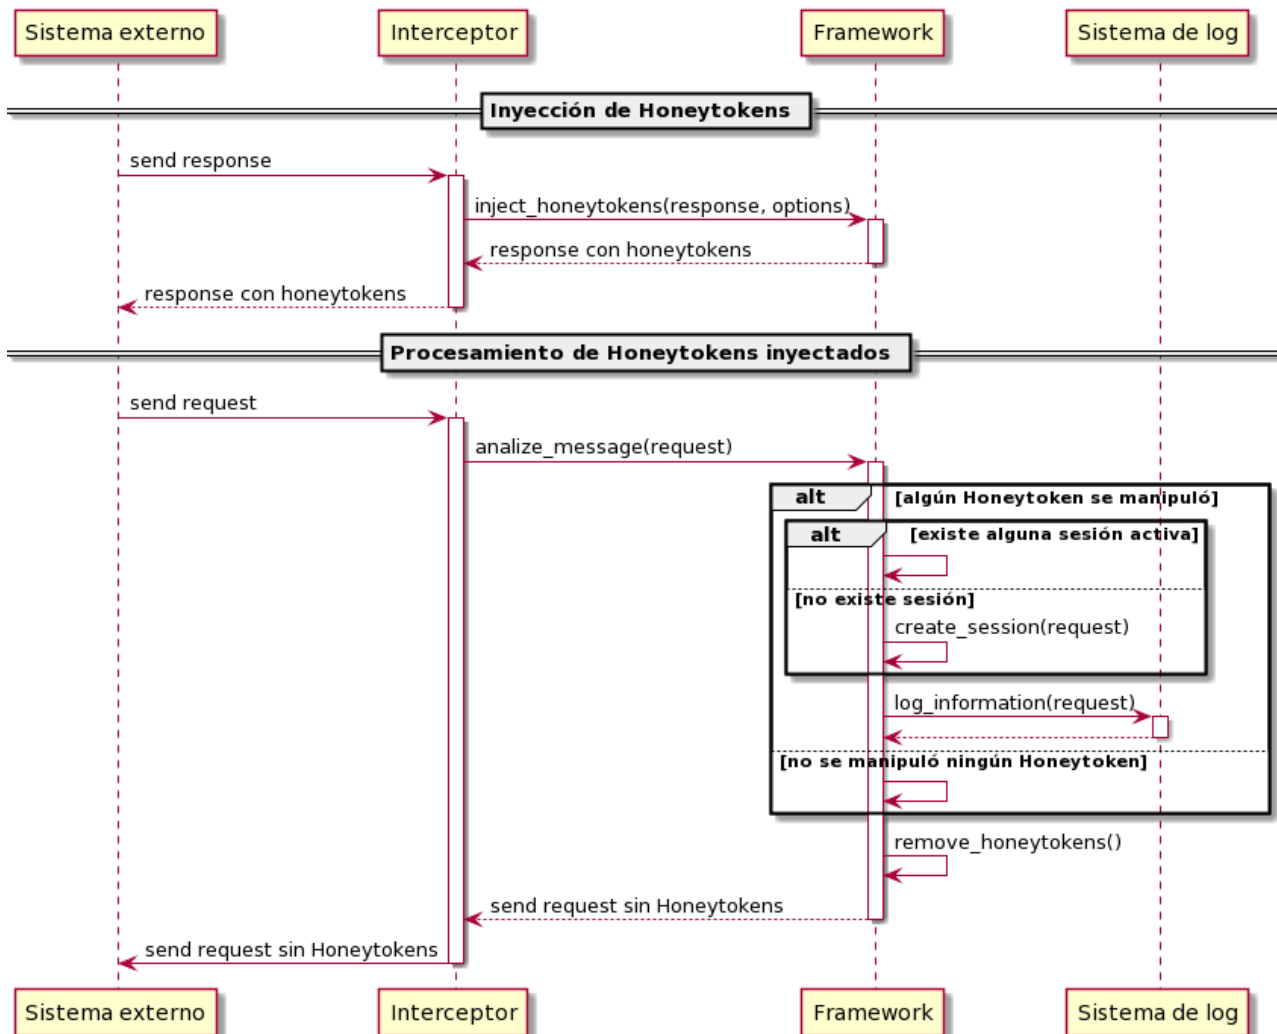 Sistema externo
Interceptor
Framework
Sistema de log
Inyección de Honeytokens
send response
inject_honeytokens(response, options)
response con honeytokens
response con honeytokens
Procesamiento de Honeytokens inyectados
send request
analize_message(request)
alt [algún Honeytoken se manipuló]
alt [existe alguna sesión activa]
[no existe sesión]
create_session(request)
log_information(request)
[no se manipuló ningún Honeytoken]
remove_honeytokens()
send request sin Honeytokens
send request sin Honeytokens
Sistema externo
Interceptor
Framework
Sistema de log